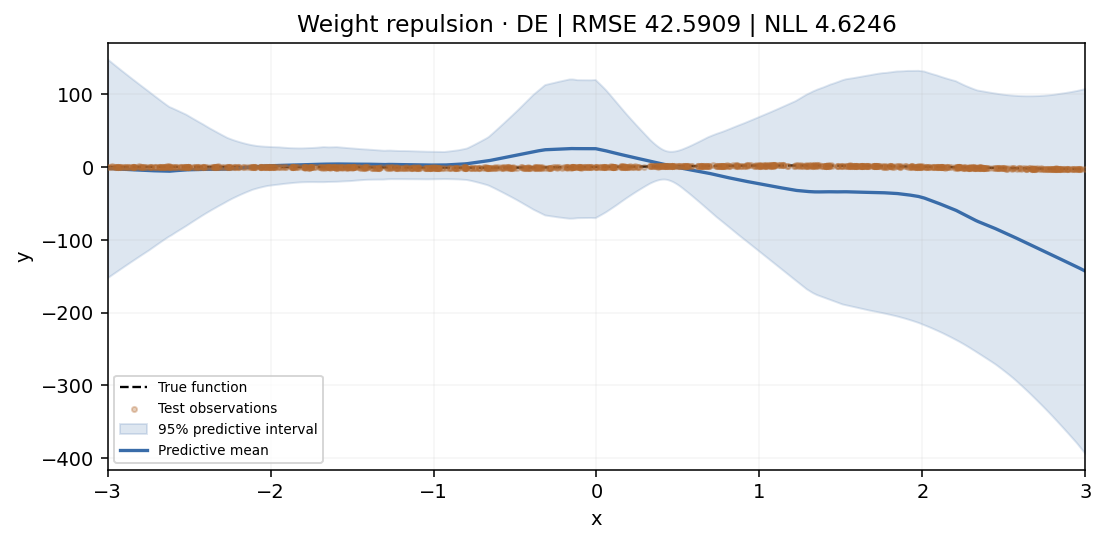 Weight repulsion · DE | RMSE 42.5909 | NLL 4.6246
y
100
0
−100
−200
−300
−400
True function
Test observations
95% predictive interval
Predictive mean
−3 −2 −1 0 1 2 3
x